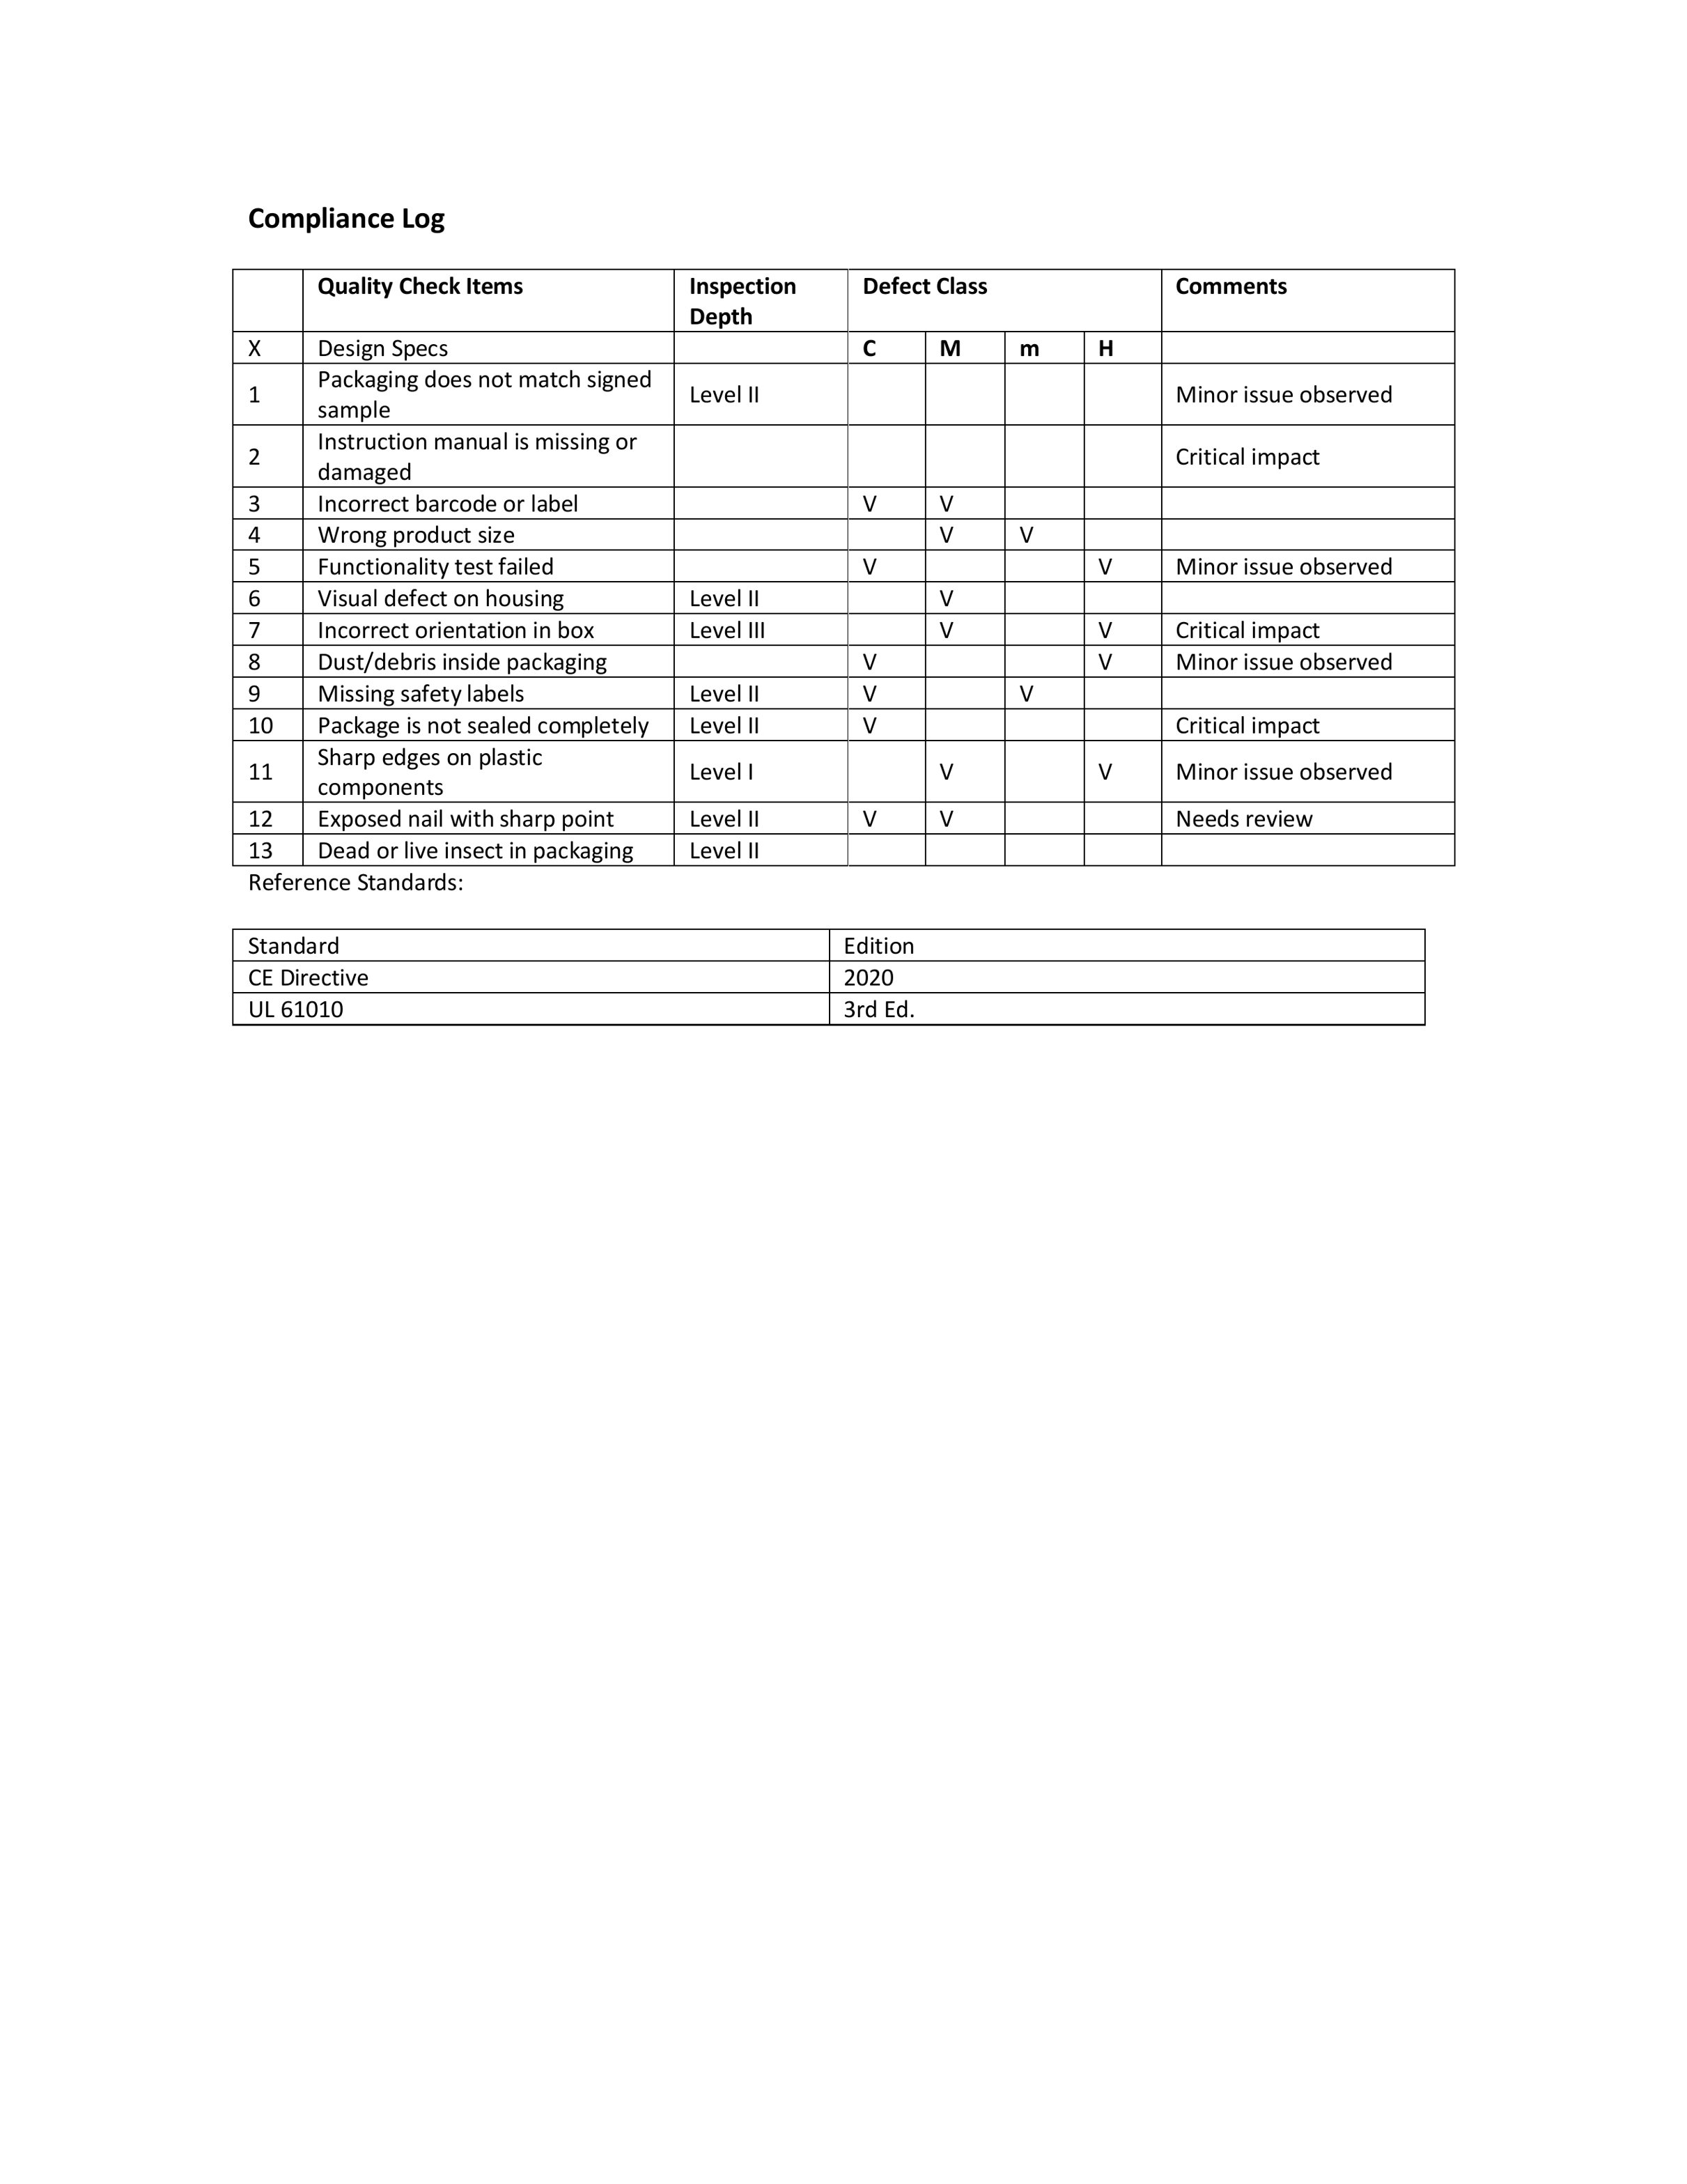 Compliance Log
Quality Check Items Inspection Depth Defect Class Comments
X Design Specs C M m H
1 Packaging does not match signed sample Level II Minor issue observed
2 Instruction manual is missing or damaged Critical impact
3 Incorrect barcode or label V V
4 Wrong product size V V
5 Functionality test failed V V Minor issue observed
6 Visual defect on housing Level II V
7 Incorrect orientation in box Level III V V Critical impact
8 Dust/debris inside packaging V V Minor issue observed
9 Missing safety labels Level II V V
10 Package is not sealed completely Level II V Critical impact
11 Sharp edges on plastic components Level I V V Minor issue observed
12 Exposed nail with sharp point Level II V V Needs review
13 Dead or live insect in packaging Level II
Reference Standards:
Standard Edition
CE Directive 2020
UL 61010 3rd Ed.